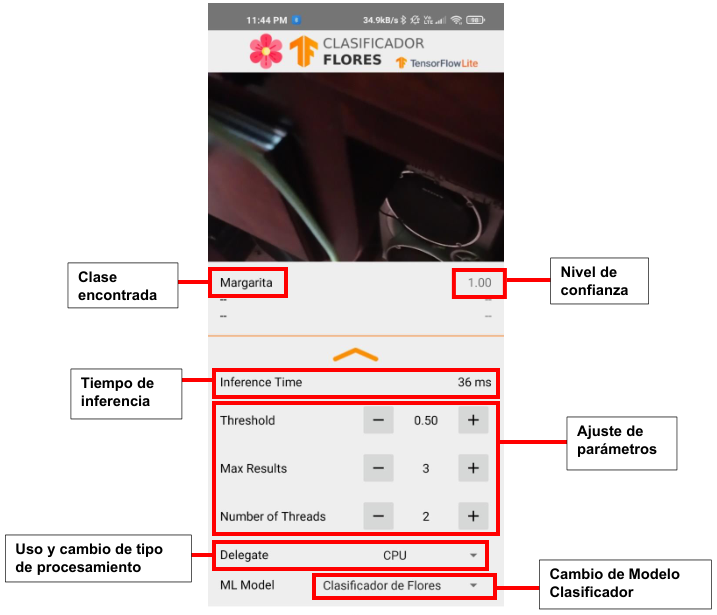 11:44 PM 34.9kB/s
CLASIFICADOR
FLORES TensorFlowLite
Clase
encontrada
Margarita 1.00
-- --
-- --
Nivel de
confianza
Tiempo de
inferencia
Inference Time 36 ms
Threshold − 0.50 +
Max Results − 3 +
Number of Threads − 2 +
Ajuste de
parámetros
Uso y cambio de tipo
de procesamiento
Delegate CPU
ML Model Clasificador de Flores
Cambio de Modelo
Clasificador